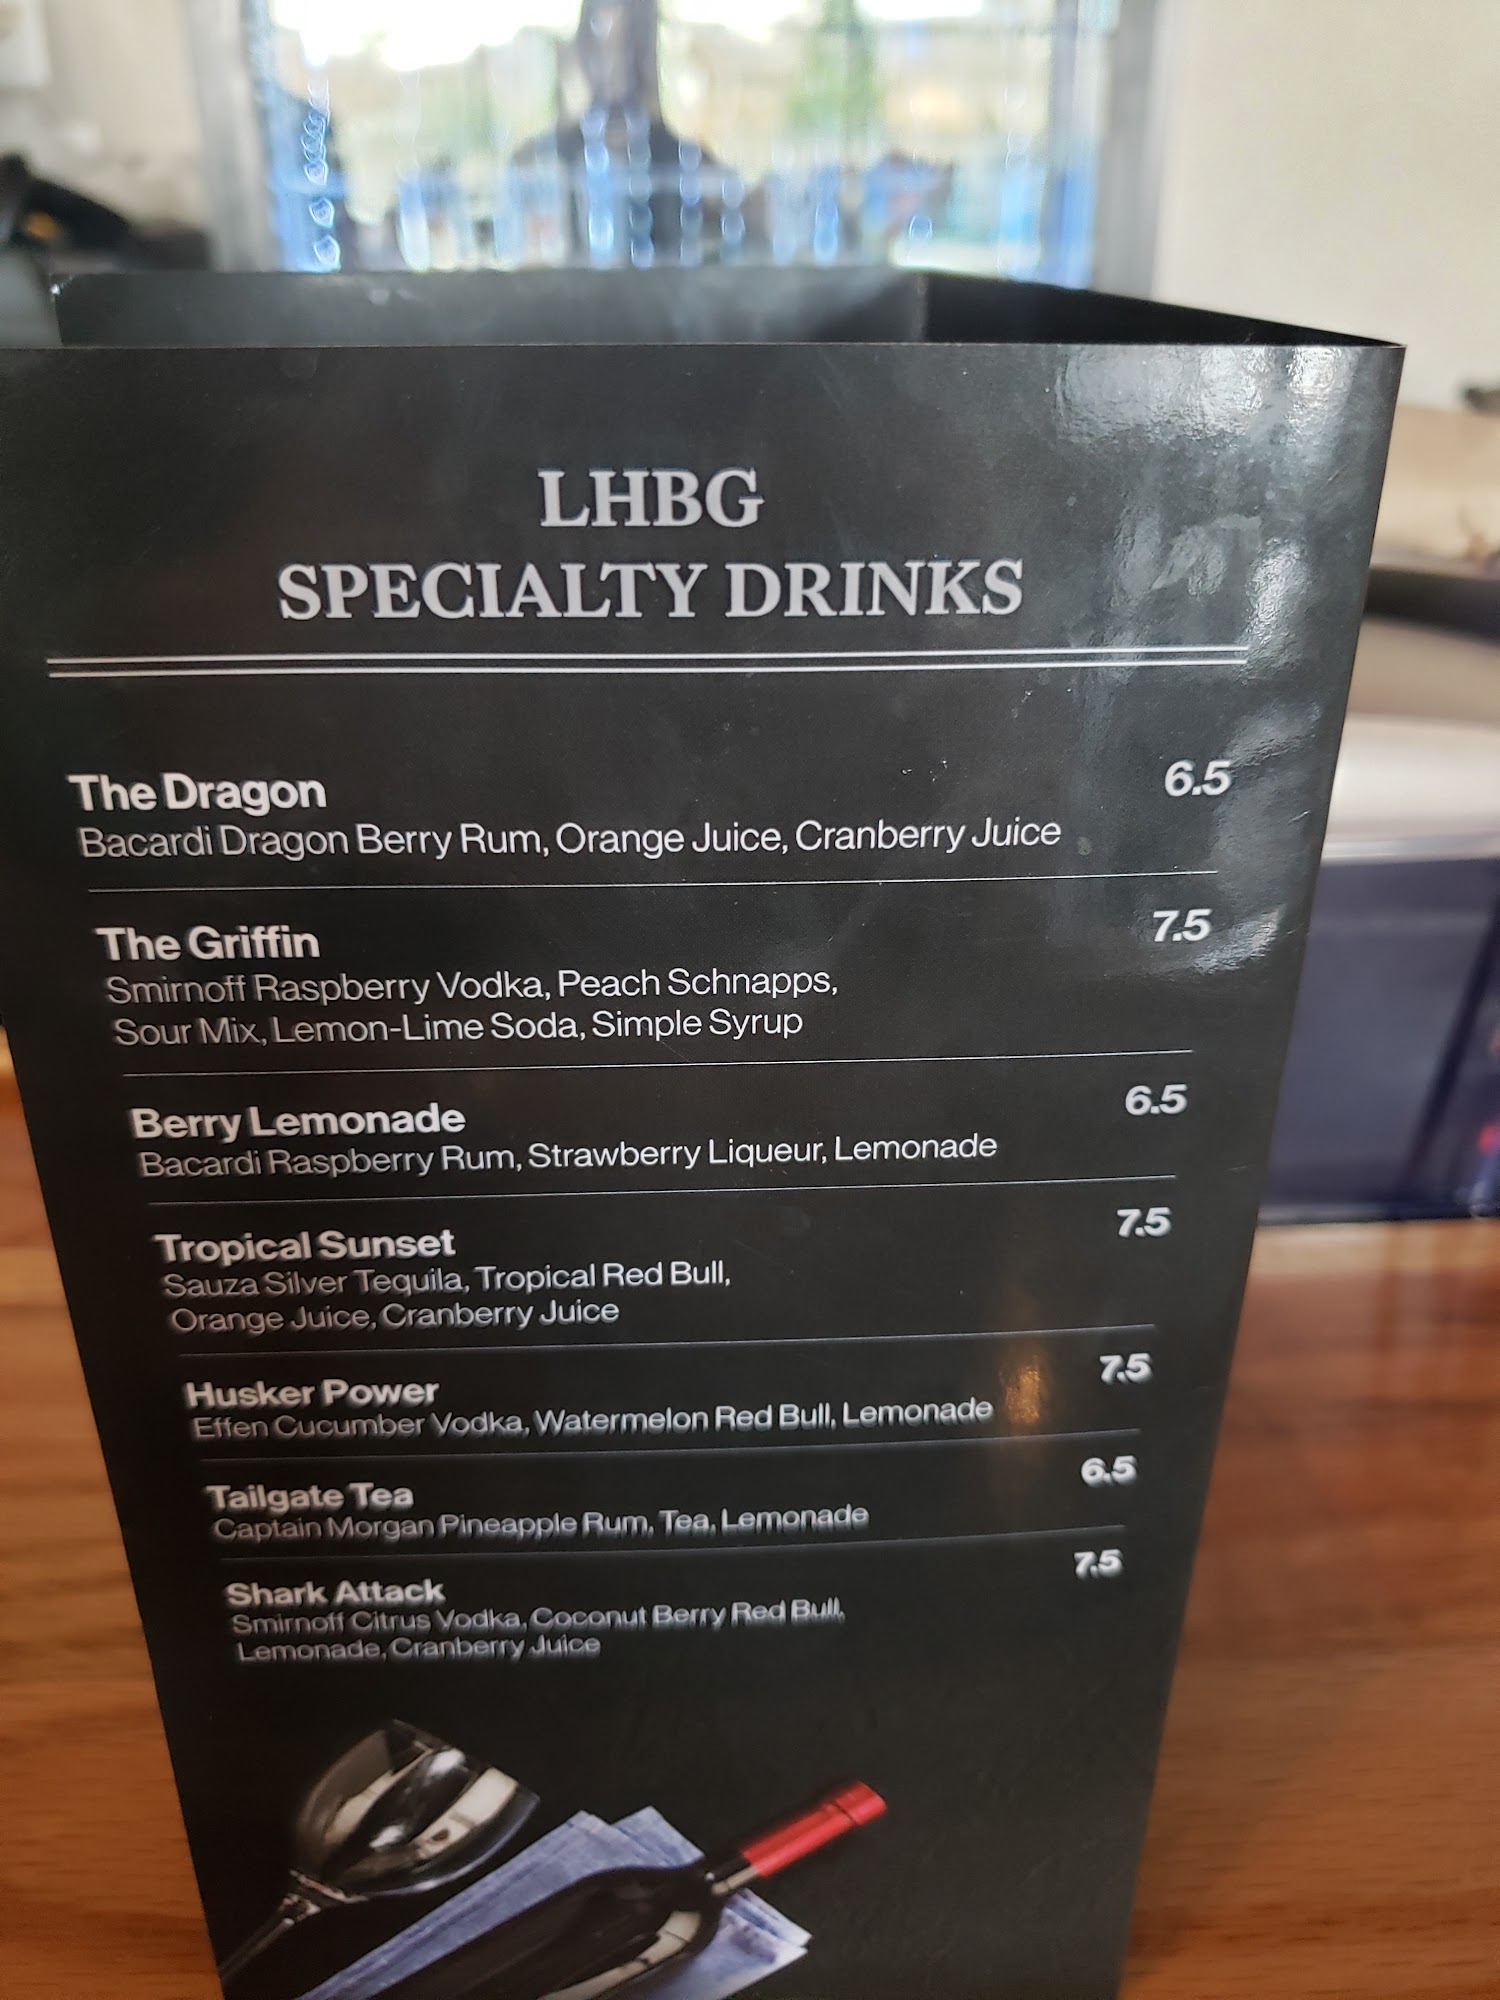 LHBG
SPECIALTY DRINKS
The Dragon 6.5
Bacardi Dragon Berry Rum, Orange Juice, Cranberry Juice
The Griffin 7.5
Smirnoff Raspberry Vodka, Peach Schnapps,
Sour Mix, Lemon-Lime Soda, Simple Syrup
Berry Lemonade 6.5
Bacardi Raspberry Rum, Strawberry Liqueur, Lemonade
Tropical Sunset 7.5
Sauza Silver Tequila, Tropical Red Bull,
Orange Juice, Cranberry Juice
Husker Power 7.5
Effen Cucumber Vodka, Watermelon Red Bull, Lemonade
Tailgate Tea 6.5
Captain Morgan Pineapple Rum, Tea, Lemonade
Shark Attack 7.5
Smirnoff Citrus Vodka, Coconut Berry Red Bull,
Lemonade, Cranberry Juice